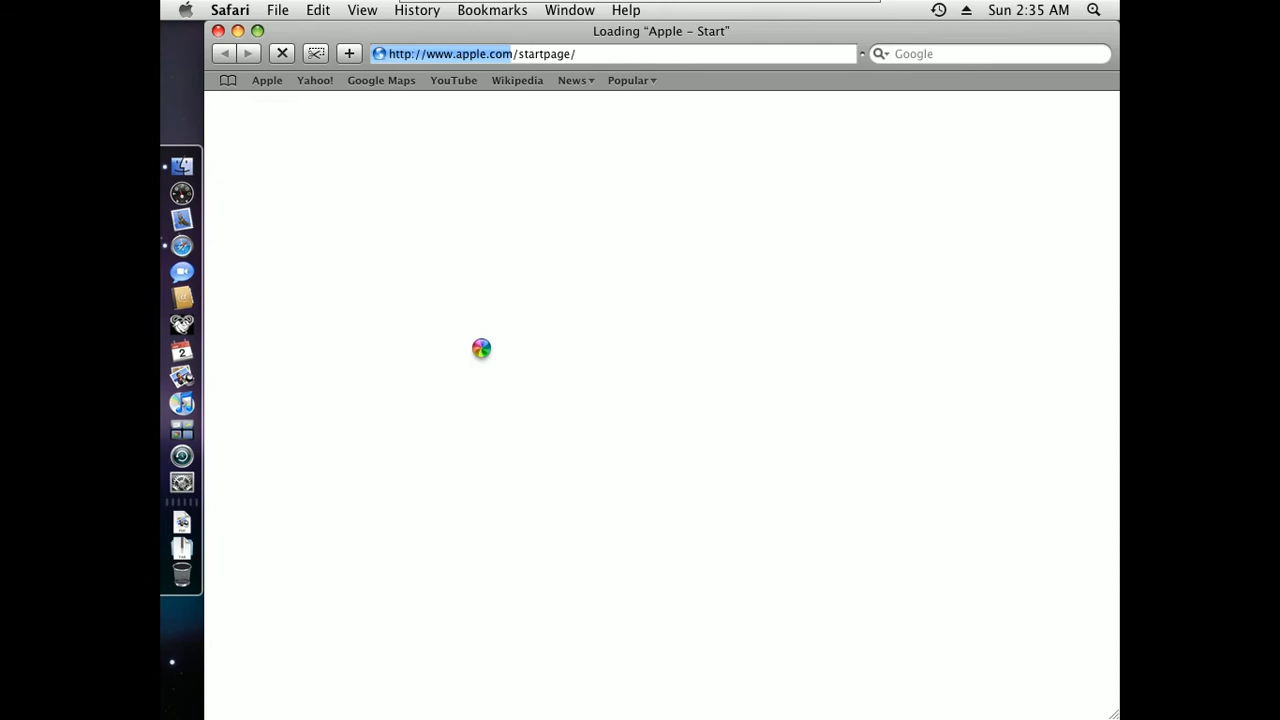 Safari File Edit View History Bookmarks Window Help Sun 2:35 AM
Loading “Apple – Start”
http://www.apple.com/startpage/ Google
Apple Yahoo! Google Maps YouTube Wikipedia News Popular
2